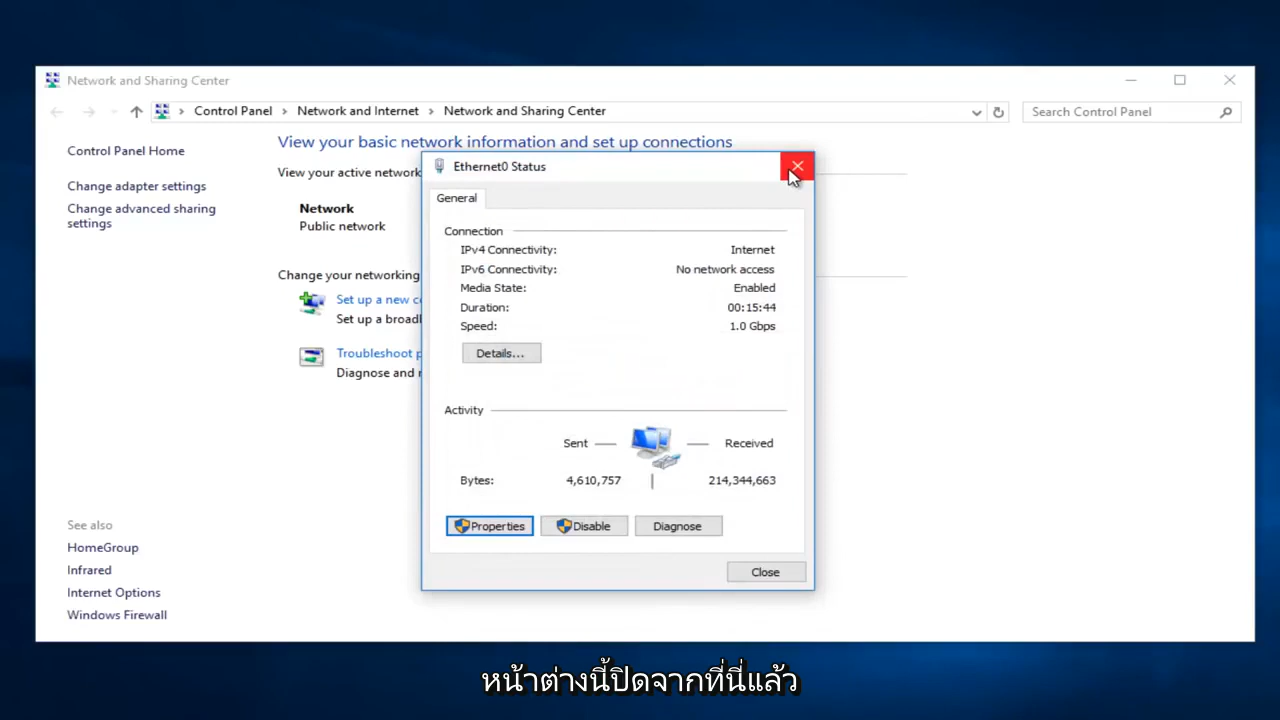 Network and Sharing Center
Control Panel > Network and Internet > Network and Sharing Center
Search Control Panel
Control Panel Home
Change adapter settings
Change advanced sharing
settings
See also
HomeGroup
Infrared
Internet Options
Windows Firewall
View your basic network information and set up connections
View your active network
Network
Public network
Change your networking
Set up a new c
Set up a broad
Troubleshoot p
Diagnose and r
Ethernet0 Status
General
Connection
IPv4 Connectivity: Internet
IPv6 Connectivity: No network access
Media State: Enabled
Duration: 00:15:44
Speed: 1.0 Gbps
Details...
Activity
Sent Received
Bytes: 4,610,757 214,344,663
Properties Disable Diagnose
Close
หน้าต่างนี้ปิดจากที่นี่แล้ว